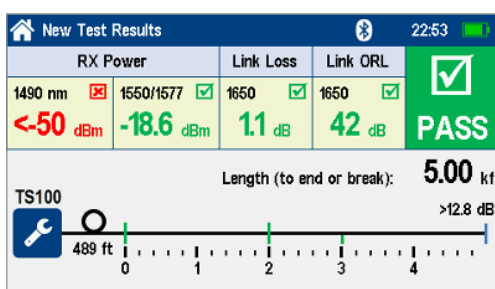 New Test Results 22:53
RX Power Link Loss Link ORL
1490 nm 1550/1577 1650 1650
<-50 dBm -18.6 dBm 1.1 dB 42 dB PASS
Length (to end or break): 5.00 kf
TS100 >12.8 dB
489 ft
0 1 2 3 4